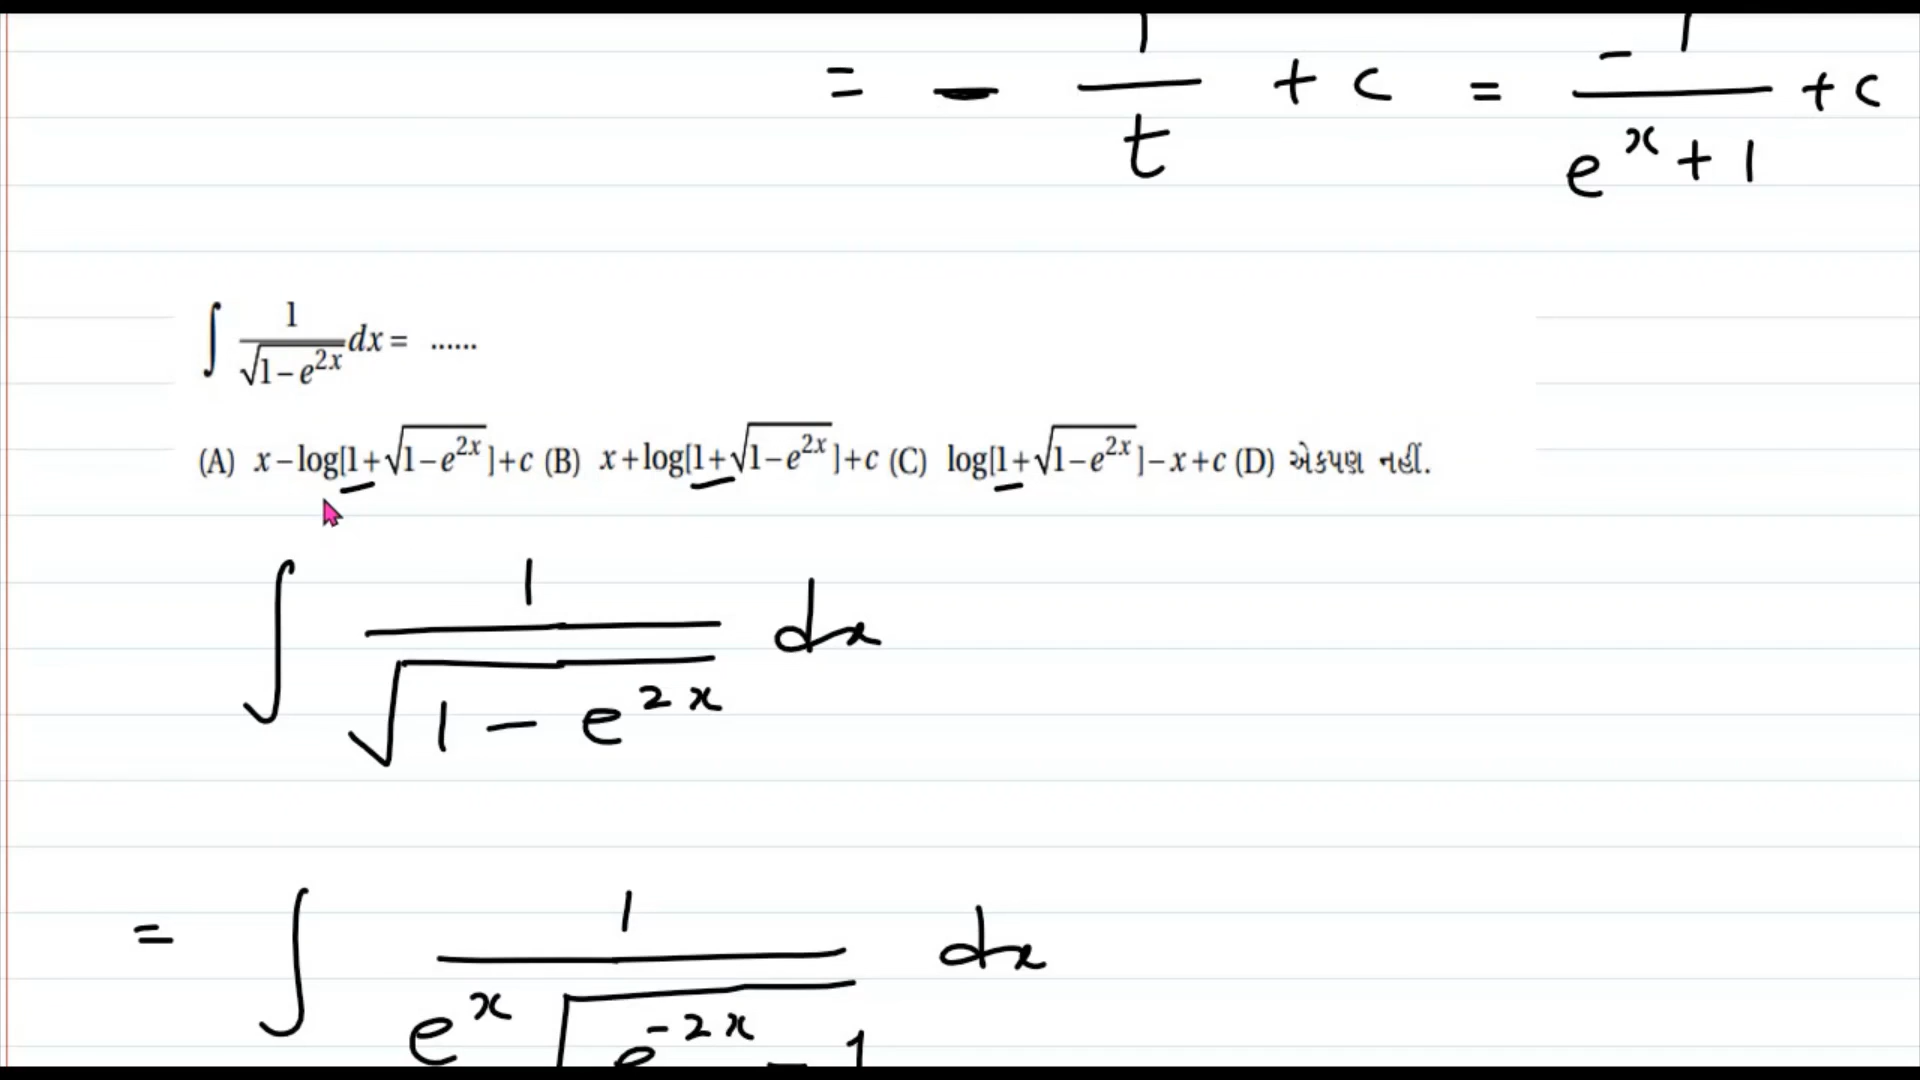 = - 1/t + c = -1/(e^x + 1) + c
∫ 1/√(1-e^{2x}) dx = ......
(A) x-log[1+√(1-e^{2x})]+c (B) x+log[1+√(1-e^{2x})]+c (C) log[1+√(1-e^{2x})]-x+c (D) એકપણ નહીં.
∫ 1/√(1 - e^{2x}) dx
= ∫ 1/(e^x √(e^{-2x} - 1)) dx